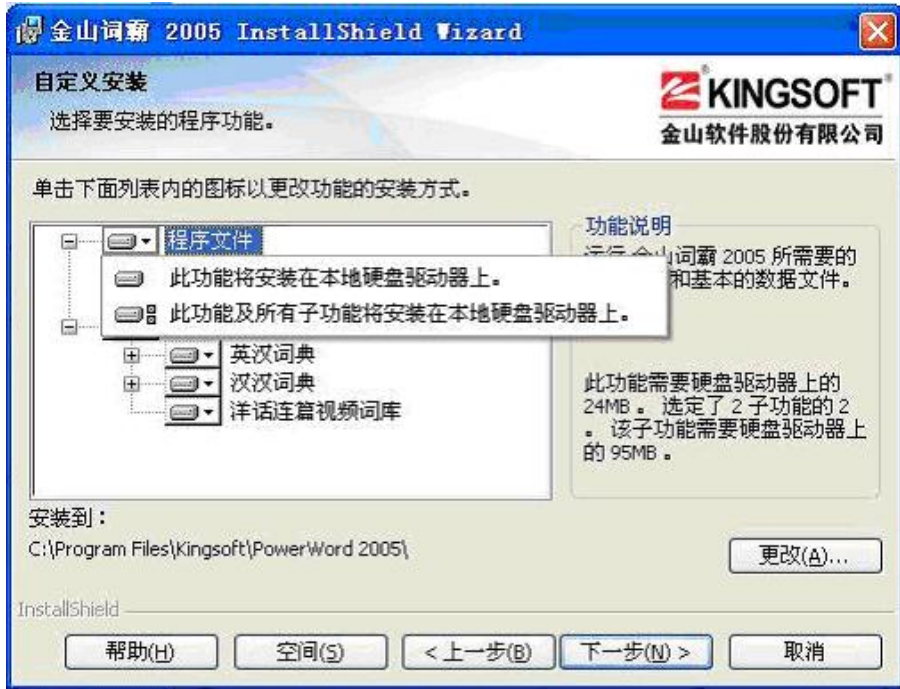 金山词霸 2005 InstallShield Wizard
自定义安装
选择要安装的程序功能。
KINGSOFT
金山软件股份有限公司
单击下面列表内的图标以更改功能的安装方式。
程序文件
此功能将安装在本地硬盘驱动器上。
此功能及所有子功能将安装在本地硬盘驱动器上。
英汉词典
汉汉词典
洋话连篇视频词库
功能说明
运行 金山词霸 2005 所需要的
和基本的数据文件。
此功能需要硬盘驱动器上的
24MB 。 选定了 2 子功能的 2
。 该子功能需要硬盘驱动器上
的 95MB 。
安装到：
C:\Program Files\Kingsoft\PowerWord 2005\
更改(A)...
InstallShield
帮助(H)
空间(S)
<上一步(B)
下一步(N) >
取消